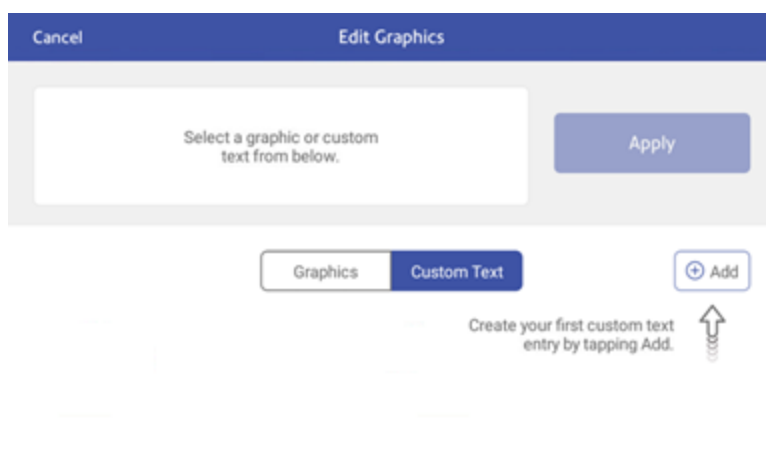 Cancel
Edit Graphics
Select a graphic or custom
text from below.
Apply
Graphics
Custom Text
Add
Create your first custom text
entry by tapping Add.